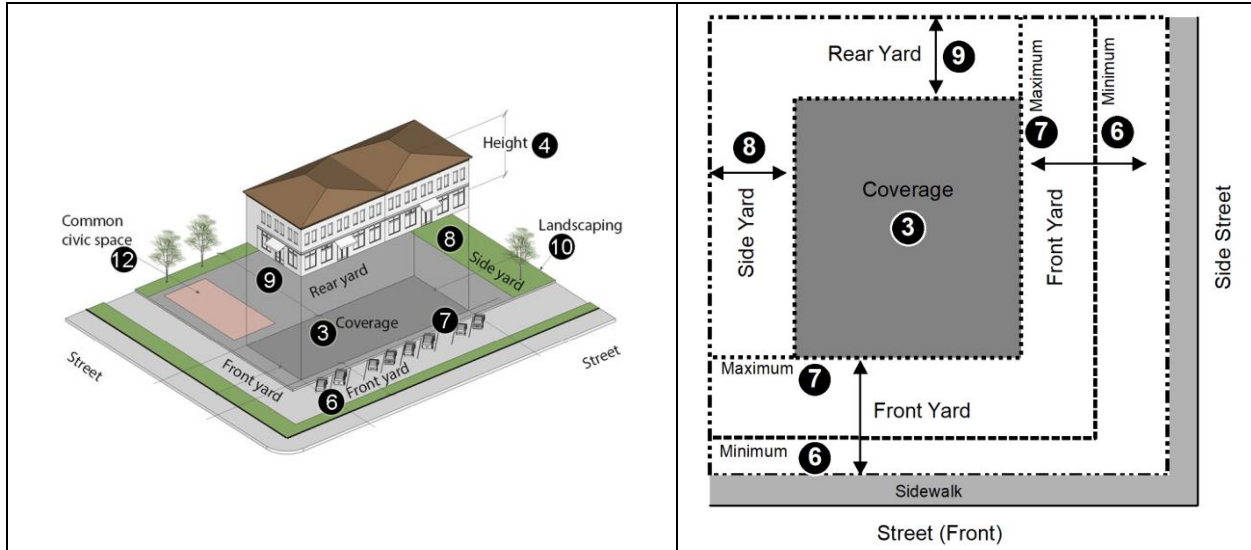 Height 4
Common
civic space
12
Landscaping
10
8
Side yard
9
Rear yard
3
Coverage
7
Street
Front yard
6
Front yard
Street
Rear Yard 9
Maximum
Minimum
7
6
8
Side Yard
Coverage
3
Front Yard
Side Street
Maximum 7
Front Yard
Minimum 6
Sidewalk
Street (Front)